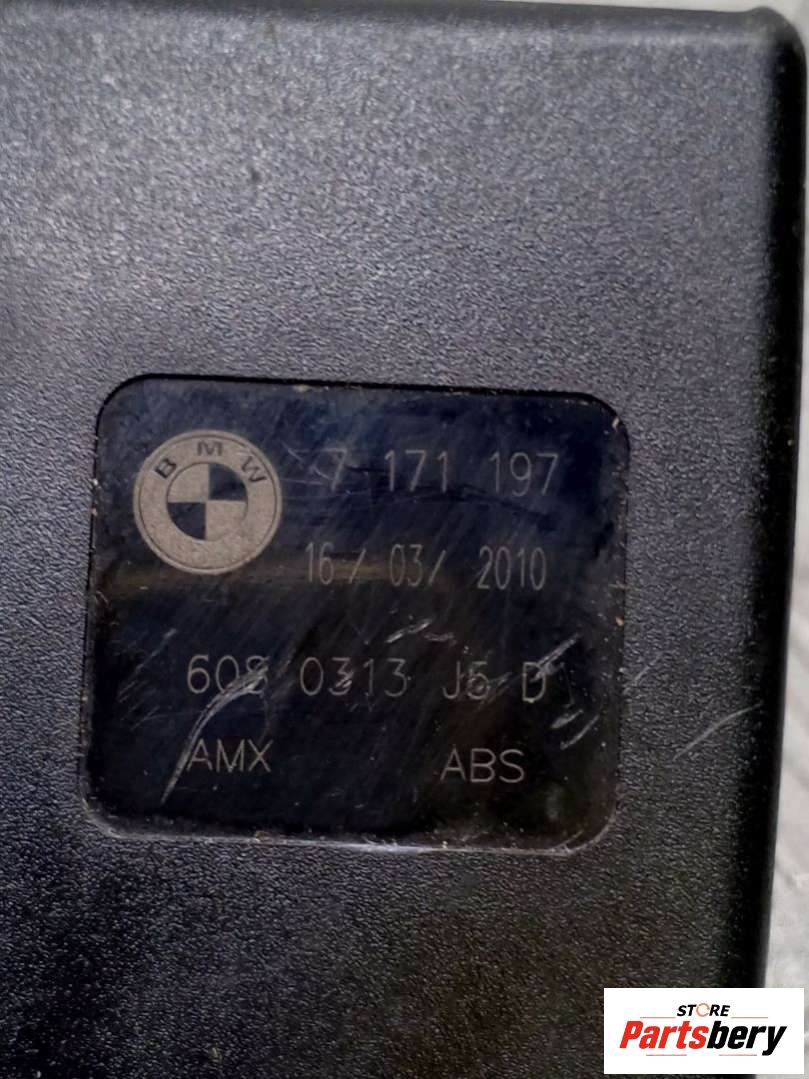 BMW
7 171 197
16 / 03 / 2010
608 0313 J5 D
AMX ABS
STORE
Partsbery